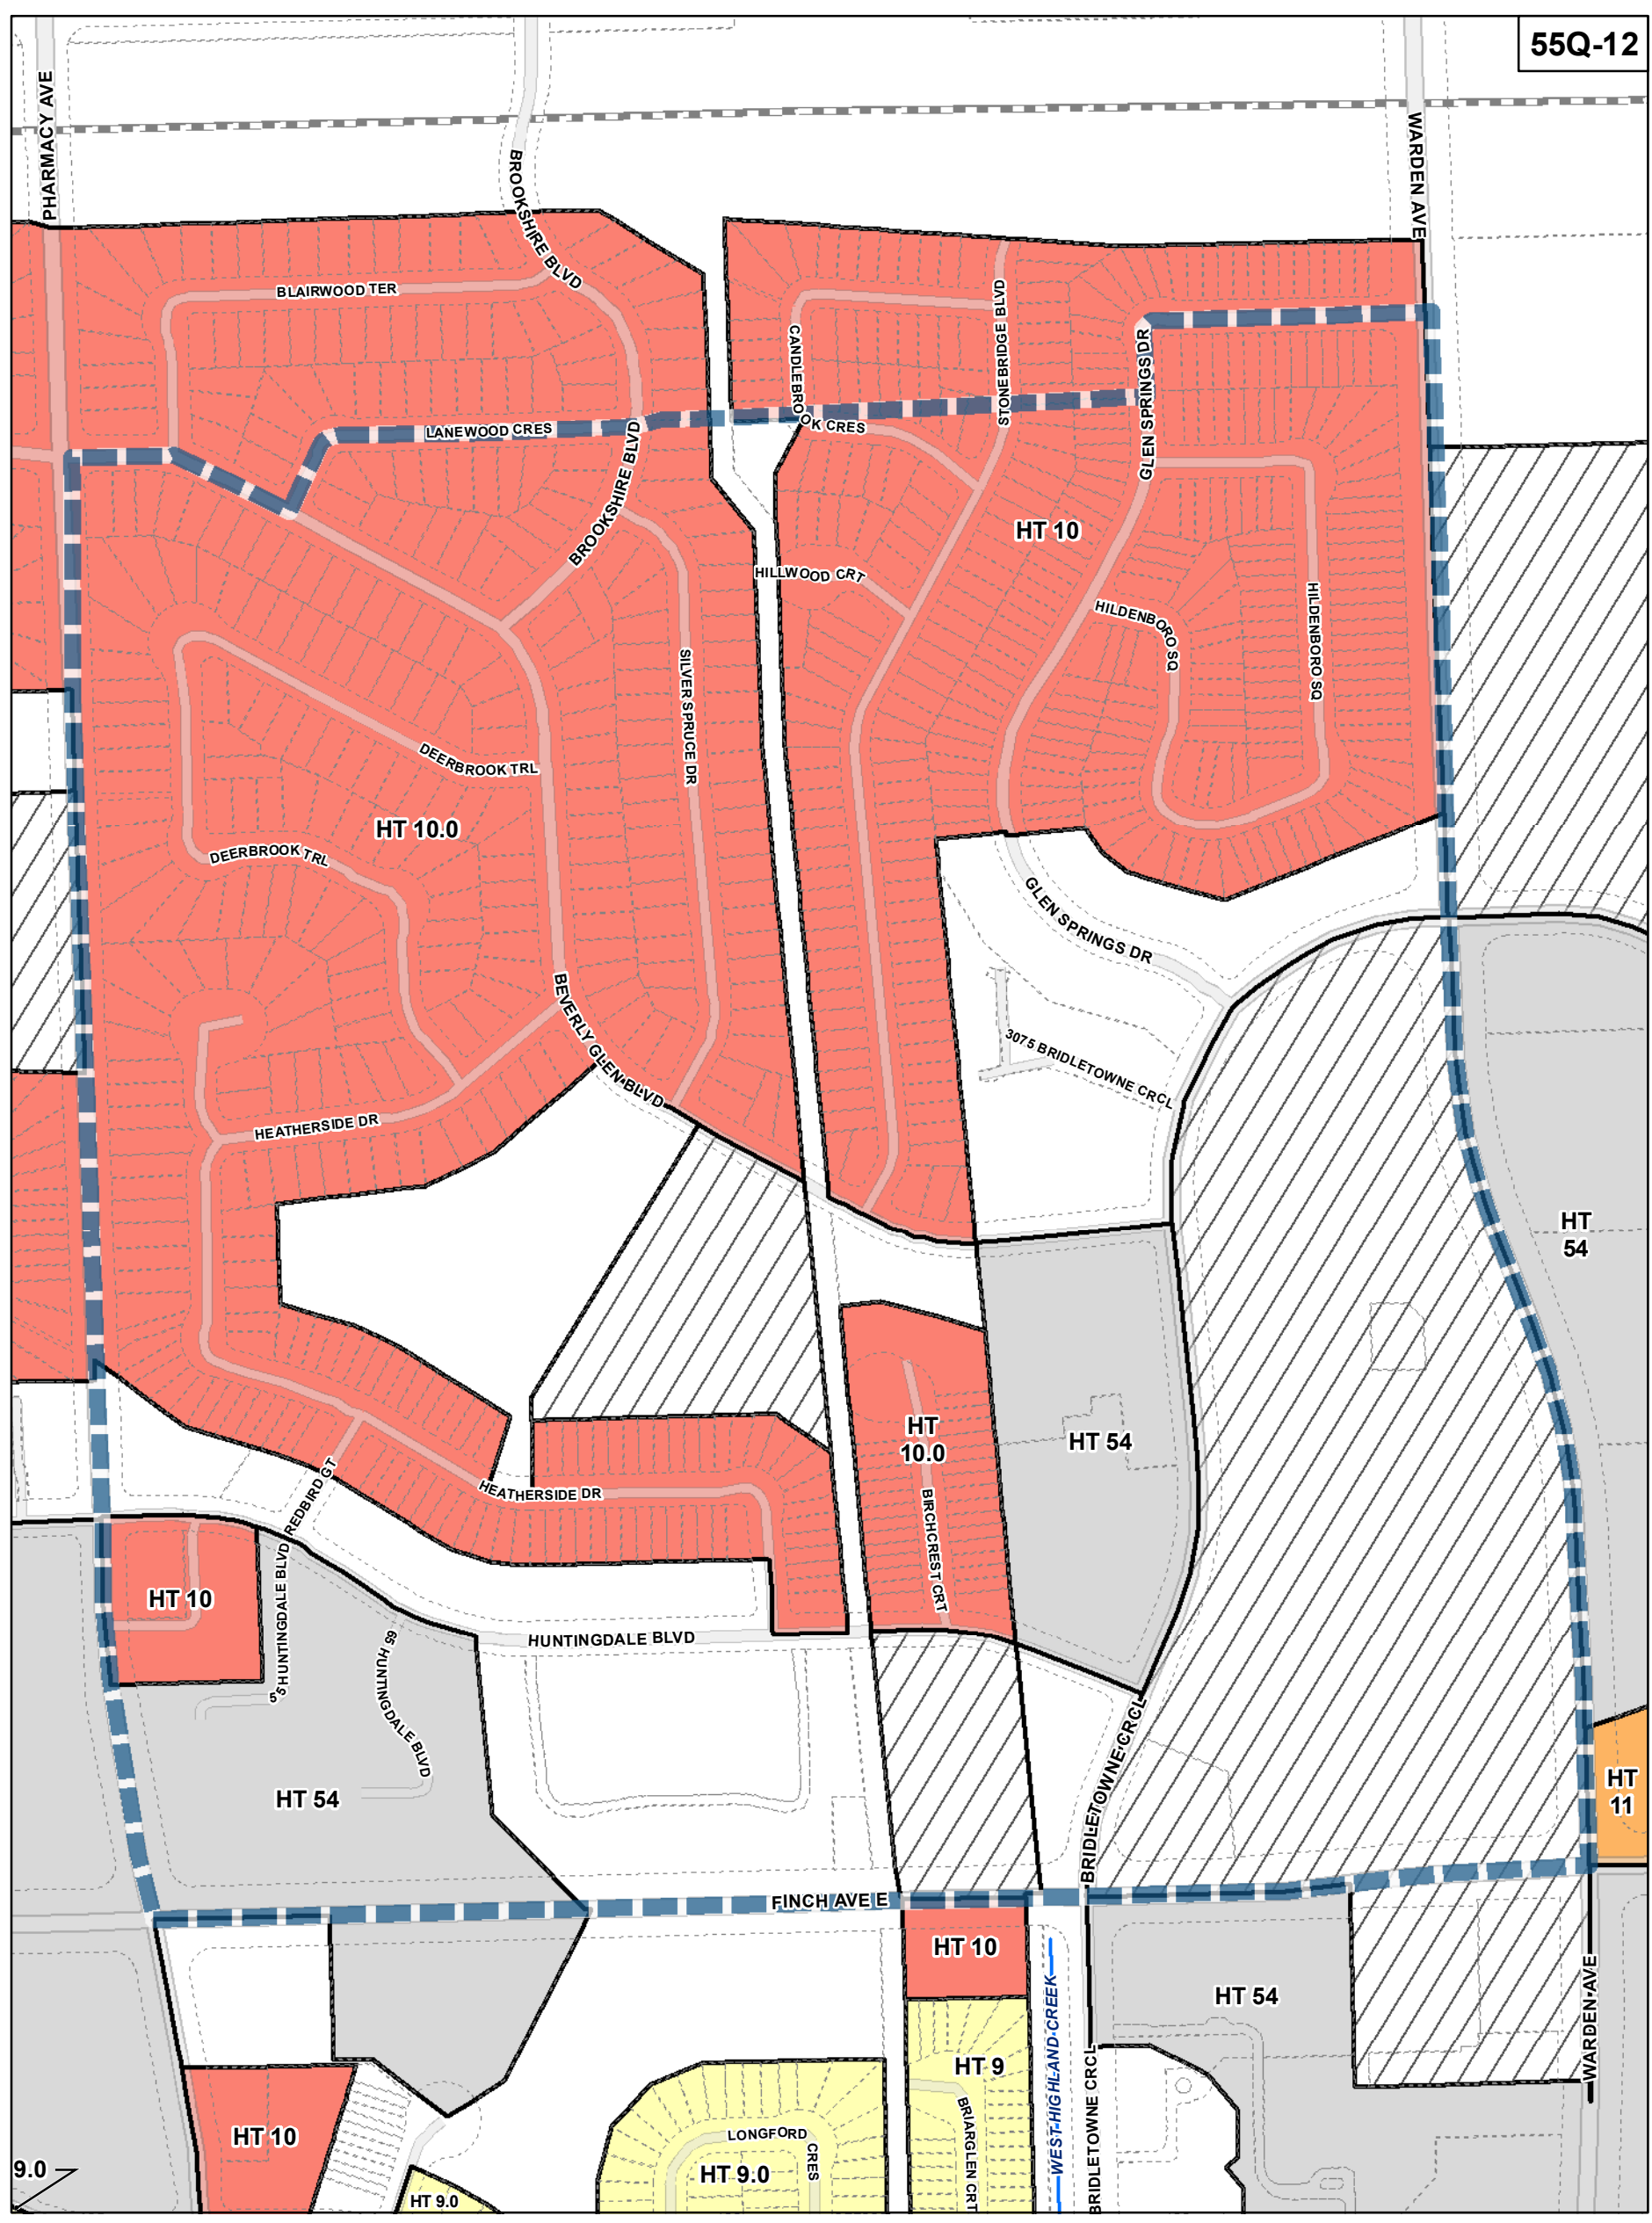 55Q-12
PHARMACY AVE
BROOKSHIRE BLVD
WARDEN AVE
BLAIRWOOD TER
CANDLEBROOK CRES
STONEBRIDGE BLVD
GLEN SPRINGS DR
LANEWOOD CRES
BROOKSHIRE BLVD
HT 10
HILLWOOD CRT
HILDENBORO SQ
HILDENBORO SQ
SILVER SPRUCE DR
DEERBROOK TRL
HT 10.0
DEERBROOK TRL
GLEN SPRINGS DR
BEVERLY GLEN BLVD
3075 BRIDLETOWNE CRCL
HEATHERSIDE DR
HT
54
HT
10.0
HT 54
HEATHERSIDE DR
REDBIRD GT
BIRCHCREST CRT
HT 10
55 HUNTINGDALE BLVD
65 HUNTINGDALE BLVD
HUNTINGDALE BLVD
HT 54
BRIDLETOWNE CRCL
HT
11
FINCH AVE E
HT 10
WEST HIGHLAND CREEK
HT 54
WARDEN AVE
HT 9
BRIARGLEN CRT
BRIDLETOWNE CRCL
HT 10
LONGFORD CRES
HT 9.0
9.0
HT 9.0